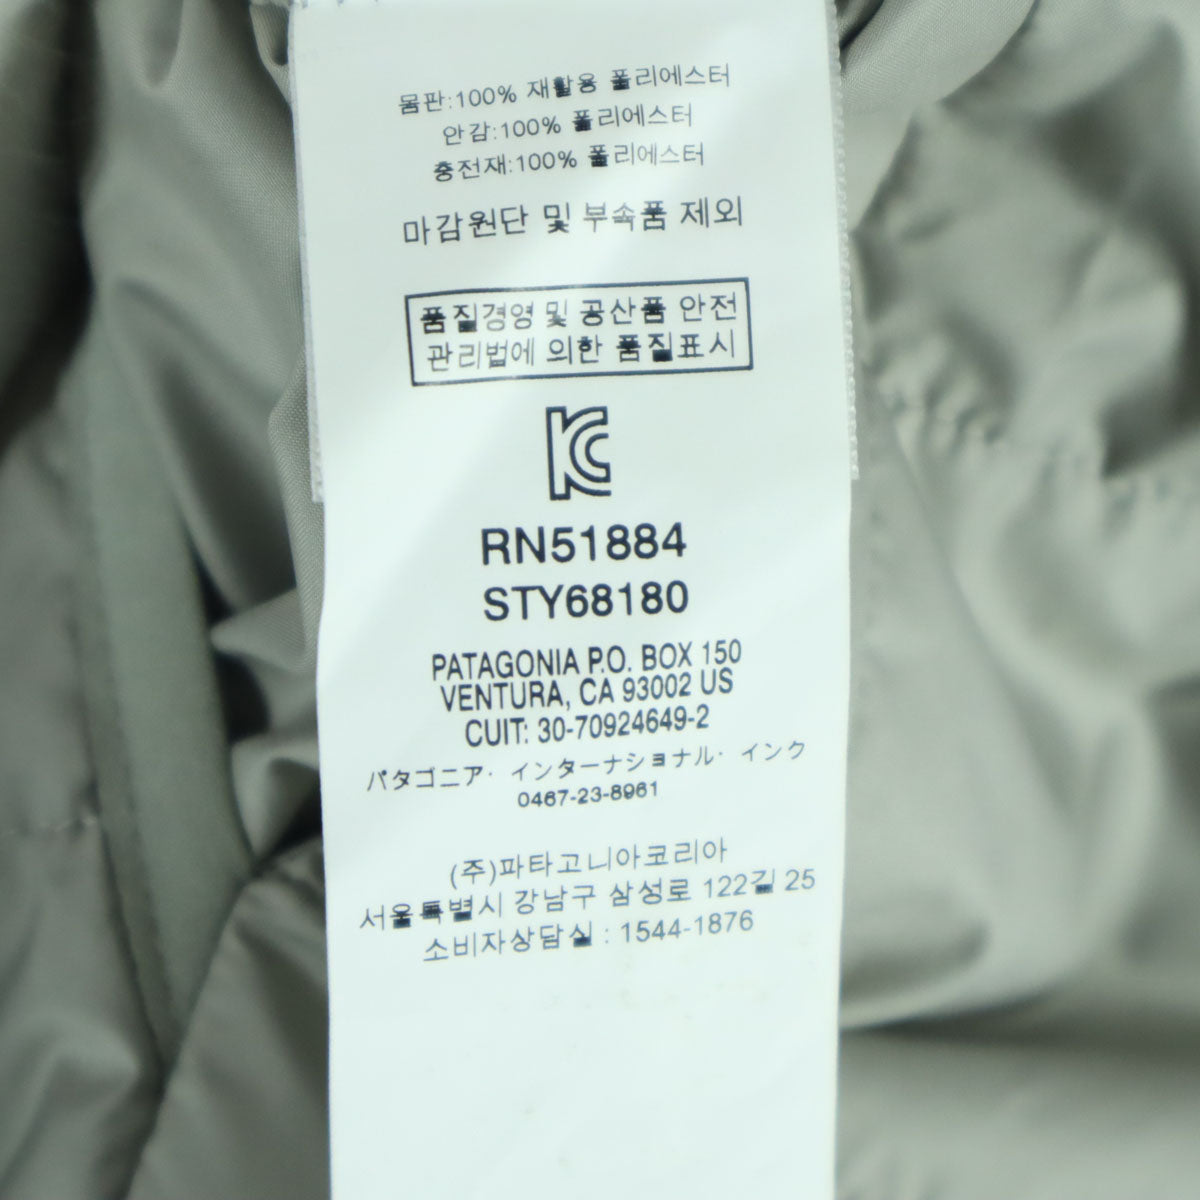 몸판:100% 재활용 폴리에스터
안감:100% 폴리에스터
충전재:100% 폴리에스터
마감원단 및 부속품 제외
품질경영 및 공산품 안전
관리법에 의한 품질표시
KC
RN51884
STY68180
PATAGONIA P.O. BOX 150
VENTURA, CA 93002 US
CUIT: 30-70924649-2
パタゴニア・インターナショナル・インク
0467-23-8961
(주)파타고니아코리아
서울특별시 강남구 삼성로 122길 25
소비자상담실 : 1544-1876